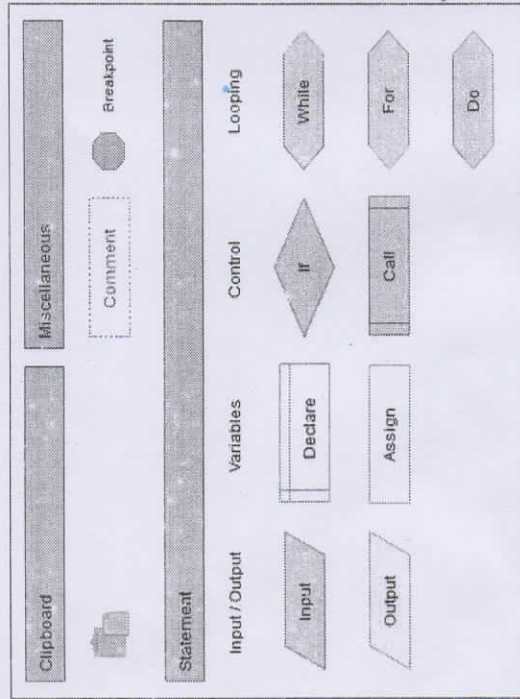 Clipboard
Miscellaneous
Comment
Breakpoint
Statement
Input / Output
Variables
Control
Looping
Input
Declare
If
While
Output
Assign
Call
For
Do